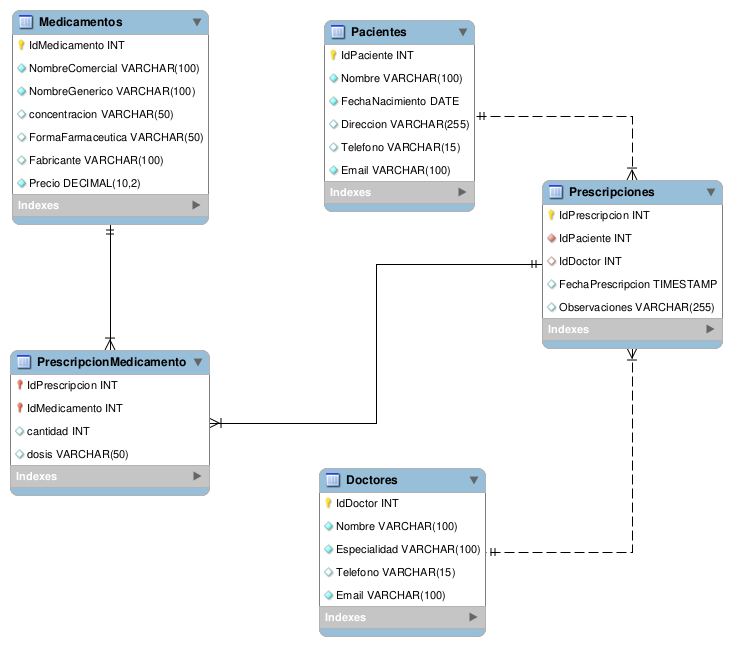 Medicamentos
IdMedicamento INT
NombreComercial VARCHAR(100)
NombreGenerico VARCHAR(100)
concentracion VARCHAR(50)
FormaFarmaceutica VARCHAR(50)
Fabricante VARCHAR(100)
Precio DECIMAL(10,2)
Indexes
Pacientes
IdPaciente INT
Nombre VARCHAR(100)
FechaNacimiento DATE
Direccion VARCHAR(255)
Telefono VARCHAR(15)
Email VARCHAR(100)
Indexes
Prescripciones
IdPrescripcion INT
IdPaciente INT
IdDoctor INT
FechaPrescripcion TIMESTAMP
Observaciones VARCHAR(255)
Indexes
PrescripcionMedicamento
IdPrescripcion INT
IdMedicamento INT
cantidad INT
dosis VARCHAR(50)
Indexes
Doctores
IdDoctor INT
Nombre VARCHAR(100)
Especialidad VARCHAR(100)
Telefono VARCHAR(15)
Email VARCHAR(100)
Indexes